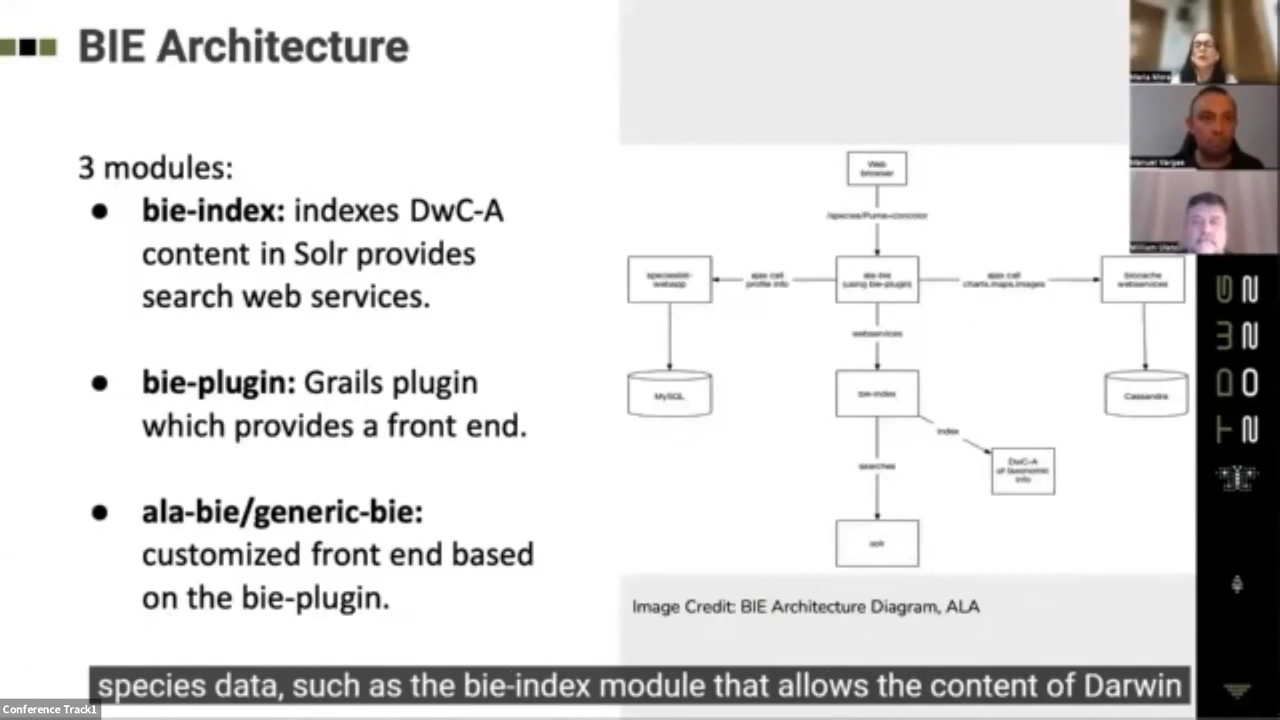 BIE Architecture
3 modules:
● bie-index: indexes DwC-A
content in Solr provides
search web services.
● bie-plugin: Grails plugin
which provides a front end.
● ala-bie/generic-bie:
customized front end based
on the bie-plugin.
Web
browser
/species/Puma+concolor
specieslist-
webapp
ajax call
profile info
ala-bie
(using bie-plugin)
ajax call
charts.maps.images
biocache
webservices
webservices
MySQL
bie-index
Cassandra
index
searches
DwC-A
of taxonomic
info
solr
Image Credit: BIE Architecture Diagram, ALA
Manuel Vargas
species data, such as the bie-index module that allows the content of Darwin
Conference Track1